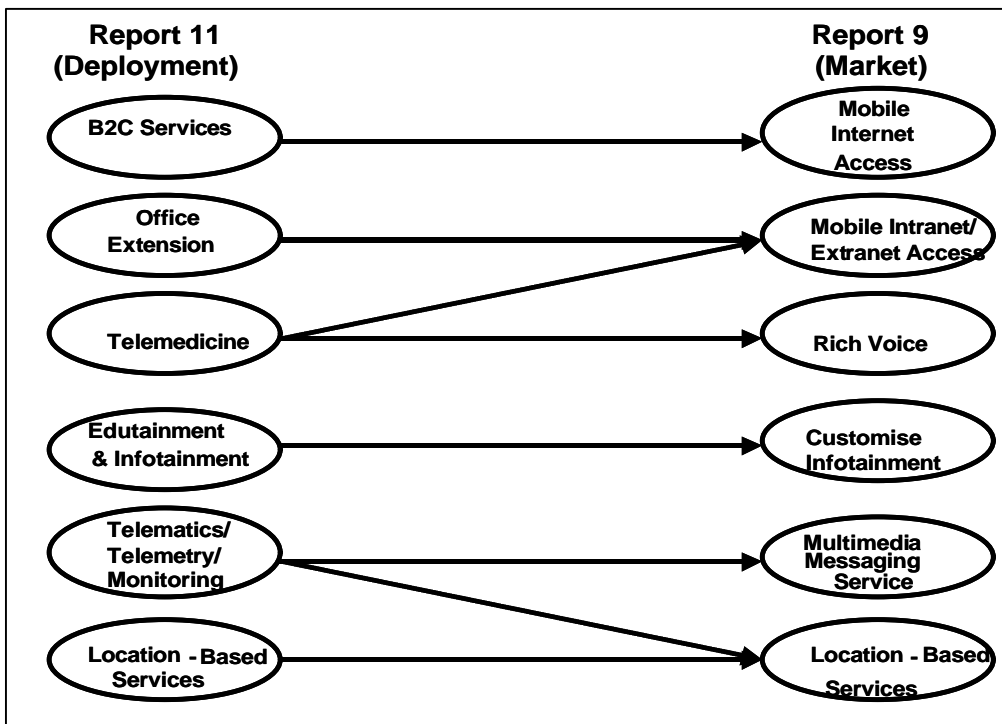 Report 11
(Deployment)
Report 9
(Market)
B2C Services
Mobile
Internet
Access
Office
Extension
Mobile Intranet/
Extranet Access
Telemedicine
Rich Voice
Edutainment
& Infotainment
Customise
Infotainment
Telematics/
Telemetry/
Monitoring
Multimedia
Messaging
Service
Location - Based
Services
Location - Based
Services